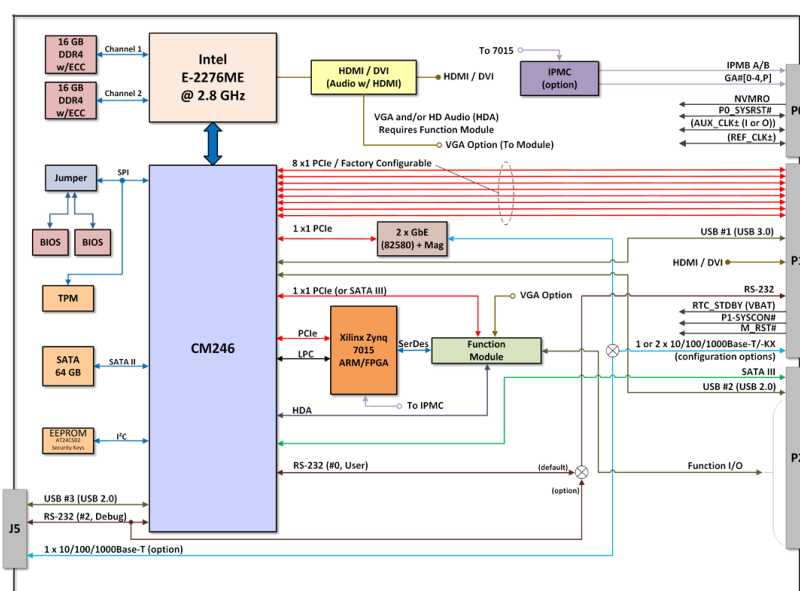 16 GB
DDR4
w/ECC
Channel 1
16 GB
DDR4
w/ECC
Channel 2
Intel
E-2276ME
@ 2.8 GHz
HDMI / DVI
(Audio w/ HDMI)
HDMI / DVI
VGA and/or HD Audio (HDA)
Requires Function Module
VGA Option (To Module)
To 7015
IPMC
(option)
IPMB A/B
GA#[0-4,P]
NVMRO
P0_SYSRST#
(AUX_CLK± (I or O))
(REF_CLK±)
8 x1 PCIe / Factory Configurable
Jumper
SPI
BIOS
BIOS
TPM
1 x1 PCIe
2 x GbE
(82580) + Mag
USB #1 (USB 3.0)
HDMI / DVI
1 x1 PCIe (or SATA III)
VGA Option
RS-232
RTC_STDBY (VBAT)
P1-SYSCON#
M_RST#
CM246
PCIe
LPC
Xilinx Zynq
7015
ARM/FPGA
SerDes
Function
Module
1 or 2 x 10/100/1000Base-T/-KX
(configuration options)
SATA
64 GB
SATA II
SATA III
USB #2 (USB 2.0)
To IPMC
HDA
EEPROM
AT24CS02
Security Keys
I²C
RS-232 (#0, User)
(default)
(option)
Function I/O
J5
USB #3 (USB 2.0)
RS-232 (#2, Debug)
1 x 10/100/1000Base-T (option)